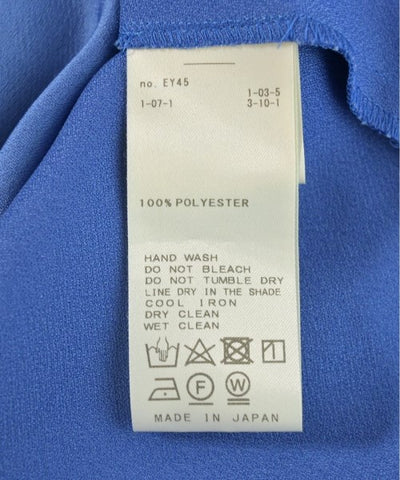 no. EY45
1-07-1 1-03-5
3-10-1
100% POLYESTER
HAND WASH
DO NOT BLEACH
DO NOT TUMBLE DRY
LINE DRY IN THE SHADE
COOL IRON
DRY CLEAN
WET CLEAN
F W
MADE IN JAPAN